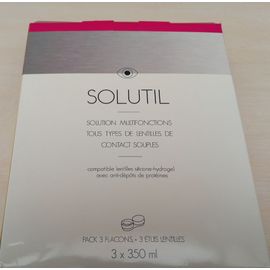 SOLUTIL
SOLUTION MULTIFONCTIONS
TOUS TYPES DE LENTILLES DE
CONTACT SOUPLES
compatible lentilles silicone-hydrogel
avec anti-dépôts de protéines
PACK 3 FLACONS + 3 ÉTUIS LENTILLES
3 x 350 ml